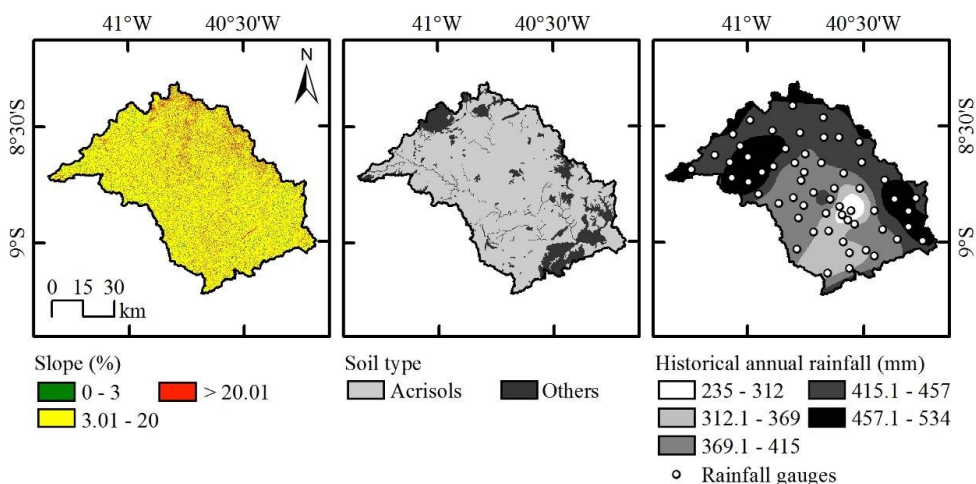 41°W 40°30'W 41°W 40°30'W 41°W 40°30'W
N
8°30'S 8°30'S
9°S 9°S
0 15 30
km
Slope (%) Soil type Historical annual rainfall (mm)
0 - 3 > 20.01 Acrisols Others 235 - 312 415.1 - 457
3.01 - 20 312.1 - 369 457.1 - 534
369.1 - 415
Rainfall gauges